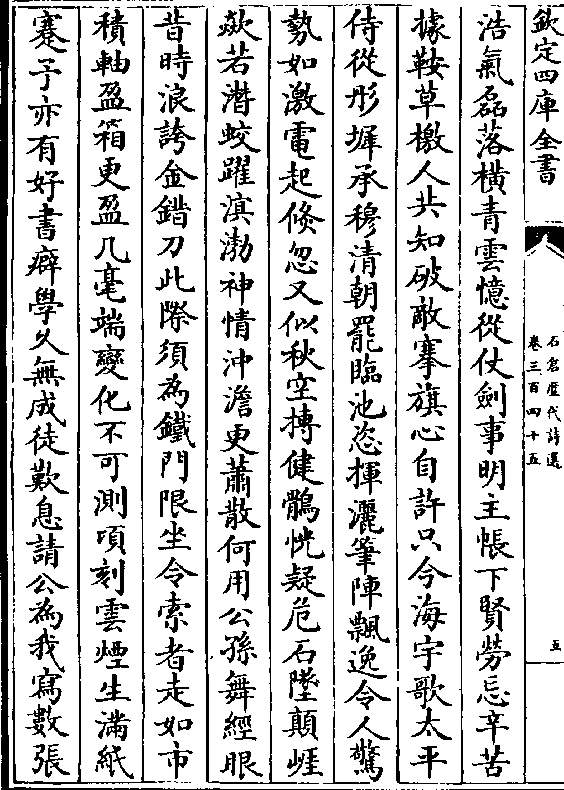 欽定四庫全書
石倉歷代詩選
卷三百四十五
五
浩氣磊落横青雲憶從仗劍事明主帳下賢勞忘辛苦
據鞍草檄人共知破敵搴旗心自許只今海宇歌太平
侍從彤墀承穆清朝罷臨池恣揮灑筆陣飄逸令人驚
勢如激電起倐忽又似秋空摶健鶻恍疑危石墜顛崕
歘若潛蛟躍溟渤神情沖澹更蕭散何用公孫舞經眼
昔時浪誇金錯刀此際須為鐵門限坐令索者走如市
積軸盈箱更盈几毫端變化不可測項刻雲煙生滿紙
蹇予亦有好書癖學久無成徒歎息請公為我寫數張